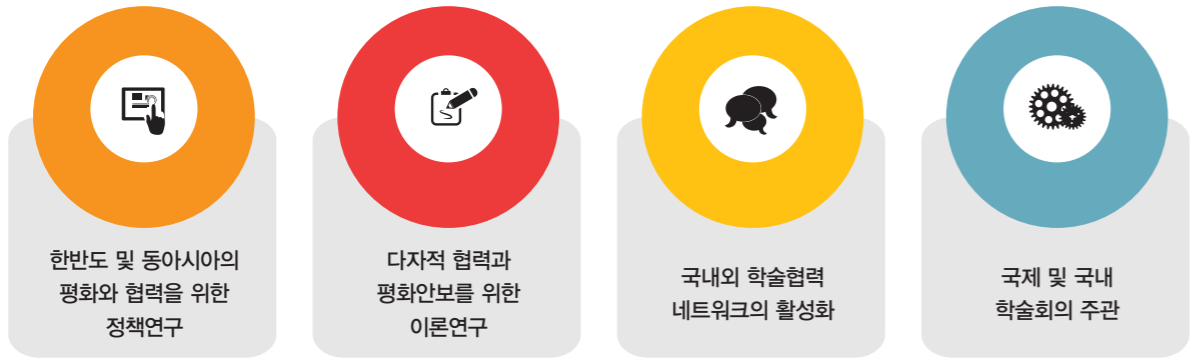 한반도 및 동아시아의
평화와 협력을 위한
정책연구
다자적 협력과
평화안보를 위한
이론연구
국내외 학술협력
네트워크의 활성화
국제 및 국내
학술회의 주관